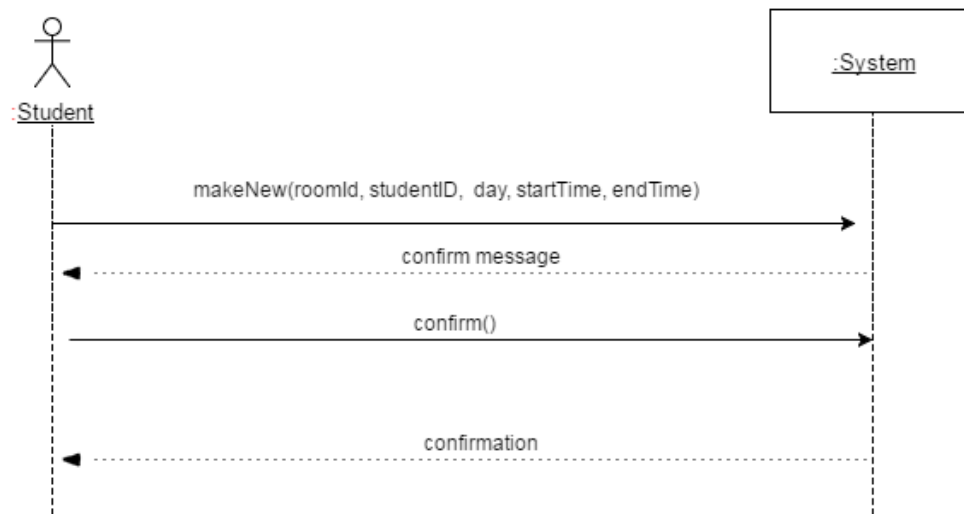 :System
:Student
makeNew(roomId, studentID,  day, startTime, endTime)
confirm message
confirm()
confirmation